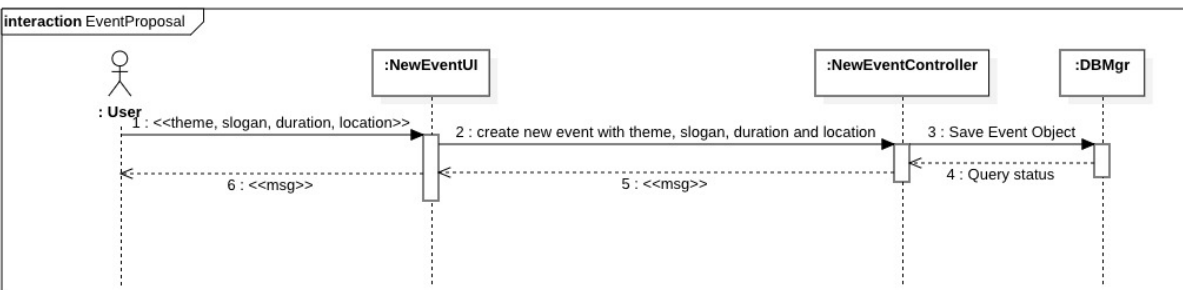 interaction EventProposal
:NewEventUI
:NewEventController
:DBMgr
: User
1 : <<theme, slogan, duration, location>>
2 : create new event with theme, slogan, duration and location
3 : Save Event Object
4 : Query status
5 : <<msg>>
6 : <<msg>>